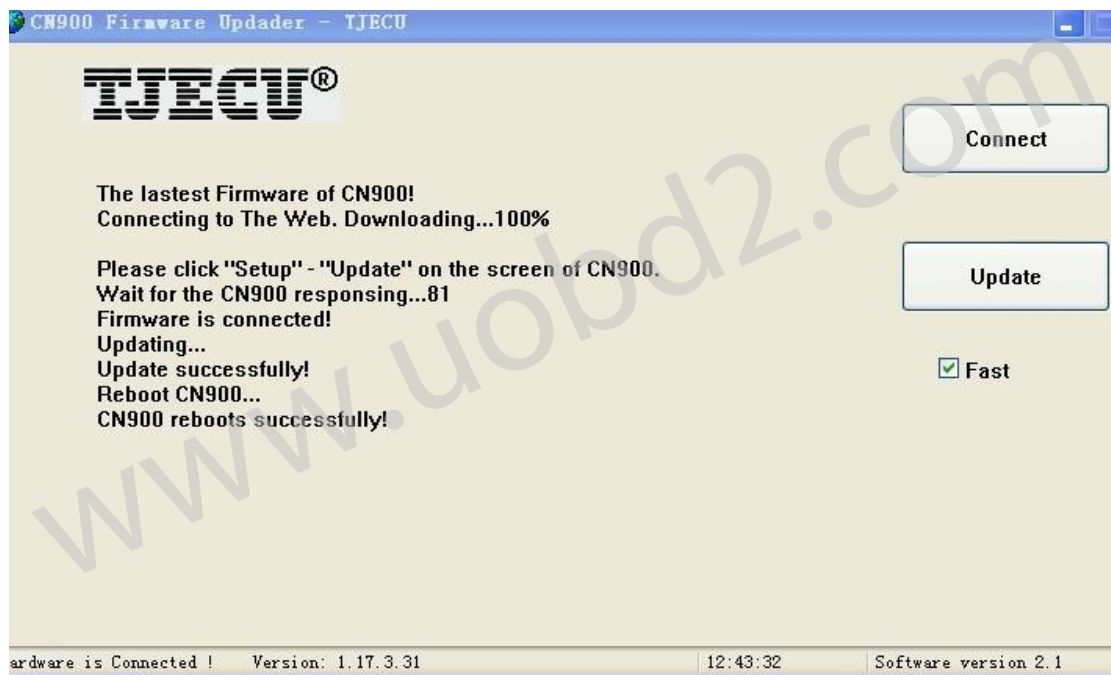 CN900 Firmware Updader - TJECU
TJECU®
Connect
The lastest Firmware of CN900!
Connecting to The Web. Downloading...100%
Please click "Setup" - "Update" on the screen of CN900.
Update
Wait for the CN900 responsing...81
Firmware is connected!
Updating...
Update successfully!
Fast
Reboot CN900...
CN900 reboots successfully!
www.uobd2.com
ardware is Connected !
Version: 1.17.3.31
12:43:32
Software version 2.1